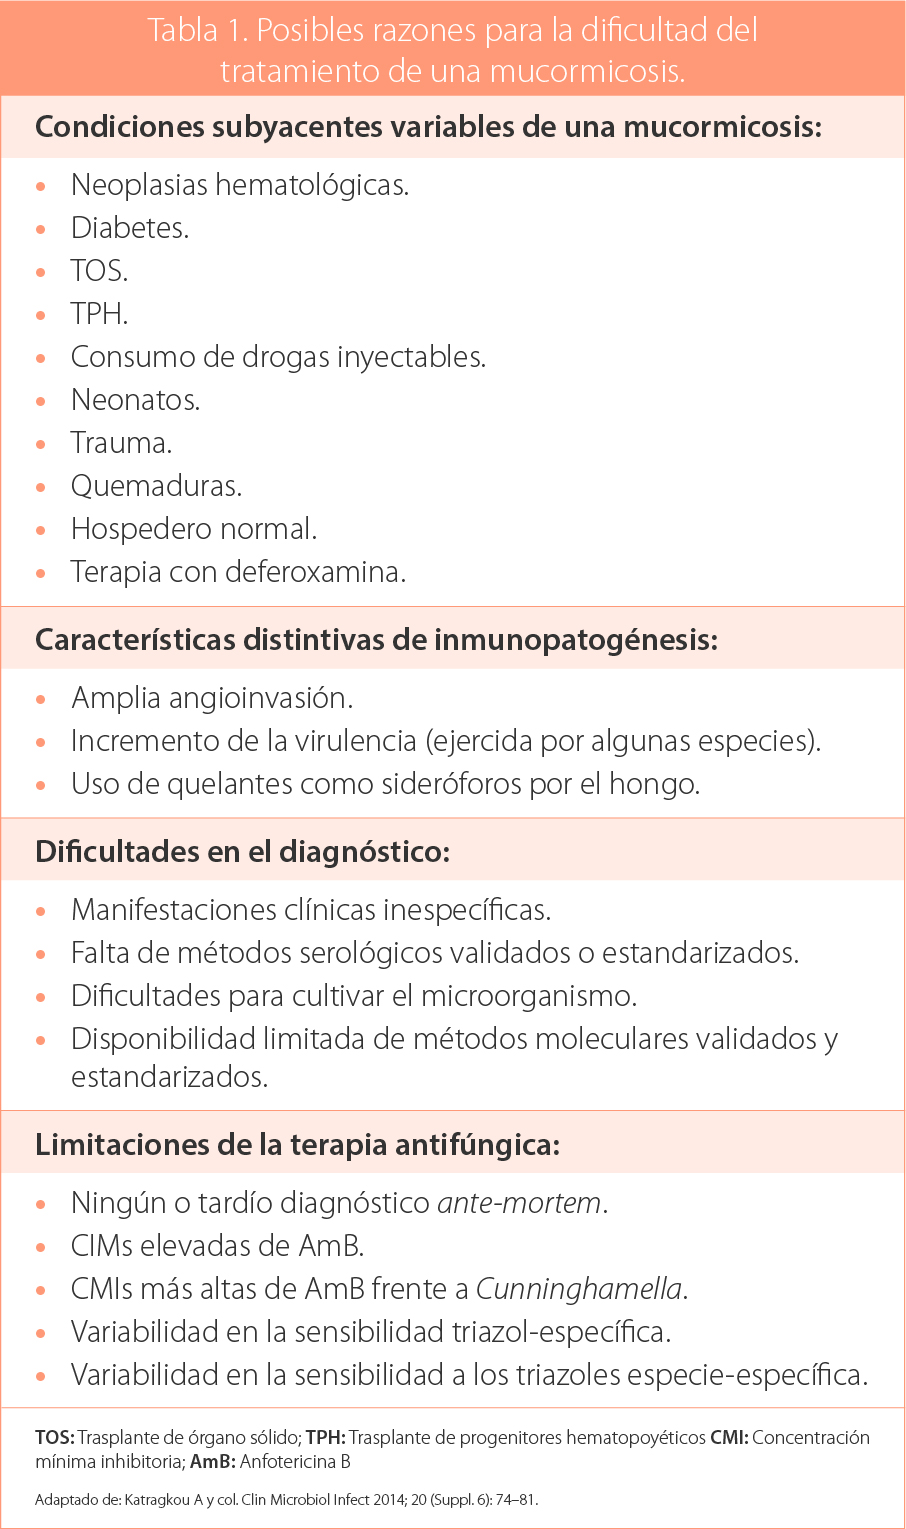 Tabla 1. Posibles razones para la dificultad del
tratamiento de una mucormicosis.
Condiciones subyacentes variables de una mucormicosis:
• Neoplasias hematológicas.
• Diabetes.
• TOS.
• TPH.
• Consumo de drogas inyectables.
• Neonatos.
• Trauma.
• Quemaduras.
• Hospedero normal.
• Terapia con deferoxamina.
Características distintivas de inmunopatogénesis:
• Amplia angioinvasión.
• Incremento de la virulencia (ejercida por algunas especies).
• Uso de quelantes como sideróforos por el hongo.
Dificultades en el diagnóstico:
• Manifestaciones clínicas inespecíficas.
• Falta de métodos serológicos validados o estandarizados.
• Dificultades para cultivar el microorganismo.
• Disponibilidad limitada de métodos moleculares validados y
estandarizados.
Limitaciones de la terapia antifúngica:
• Ningún o tardío diagnóstico ante-mortem.
• CIMs elevadas de AmB.
• CMIs más altas de AmB frente a Cunninghamella.
• Variabilidad en la sensibilidad triazol-específica.
• Variabilidad en la sensibilidad a los triazoles especie-específica.
TOS: Trasplante de órgano sólido; TPH: Trasplante de progenitores hematopoyéticos CMI: Concentración
mínima inhibitoria; AmB: Anfotericina B
Adaptado de: Katragkou A y col. Clin Microbiol Infect 2014; 20 (Suppl. 6): 74–81.